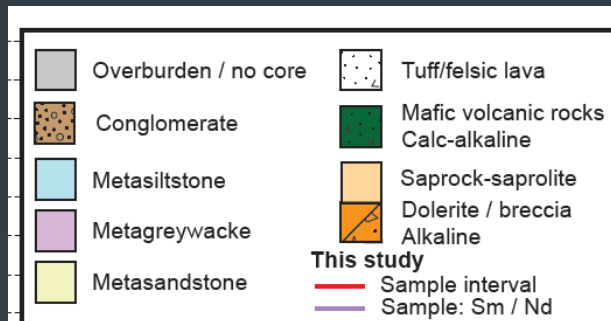 Overburden / no core
Conglomerate
Metasiltstone
Metagreywacke
Metasandstone
Tuff/felsic lava
Mafic volcanic rocks
Calc-alkaline
Saprock-saprolite
Dolerite / breccia
Alkaline
This study
Sample interval
Sample: Sm / Nd